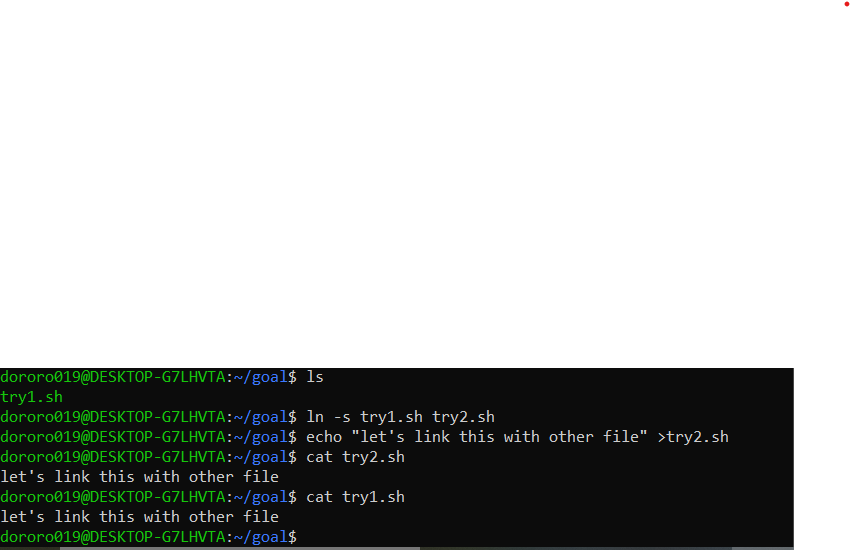 dororo019@DESKTOP-G7LHVTA:~/goal$ ls
try1.sh
dororo019@DESKTOP-G7LHVTA:~/goal$ ln -s try1.sh try2.sh
dororo019@DESKTOP-G7LHVTA:~/goal$ echo "let's link this with other file" >try2.sh
dororo019@DESKTOP-G7LHVTA:~/goal$ cat try2.sh
let's link this with other file
dororo019@DESKTOP-G7LHVTA:~/goal$ cat try1.sh
let's link this with other file
dororo019@DESKTOP-G7LHVTA:~/goal$